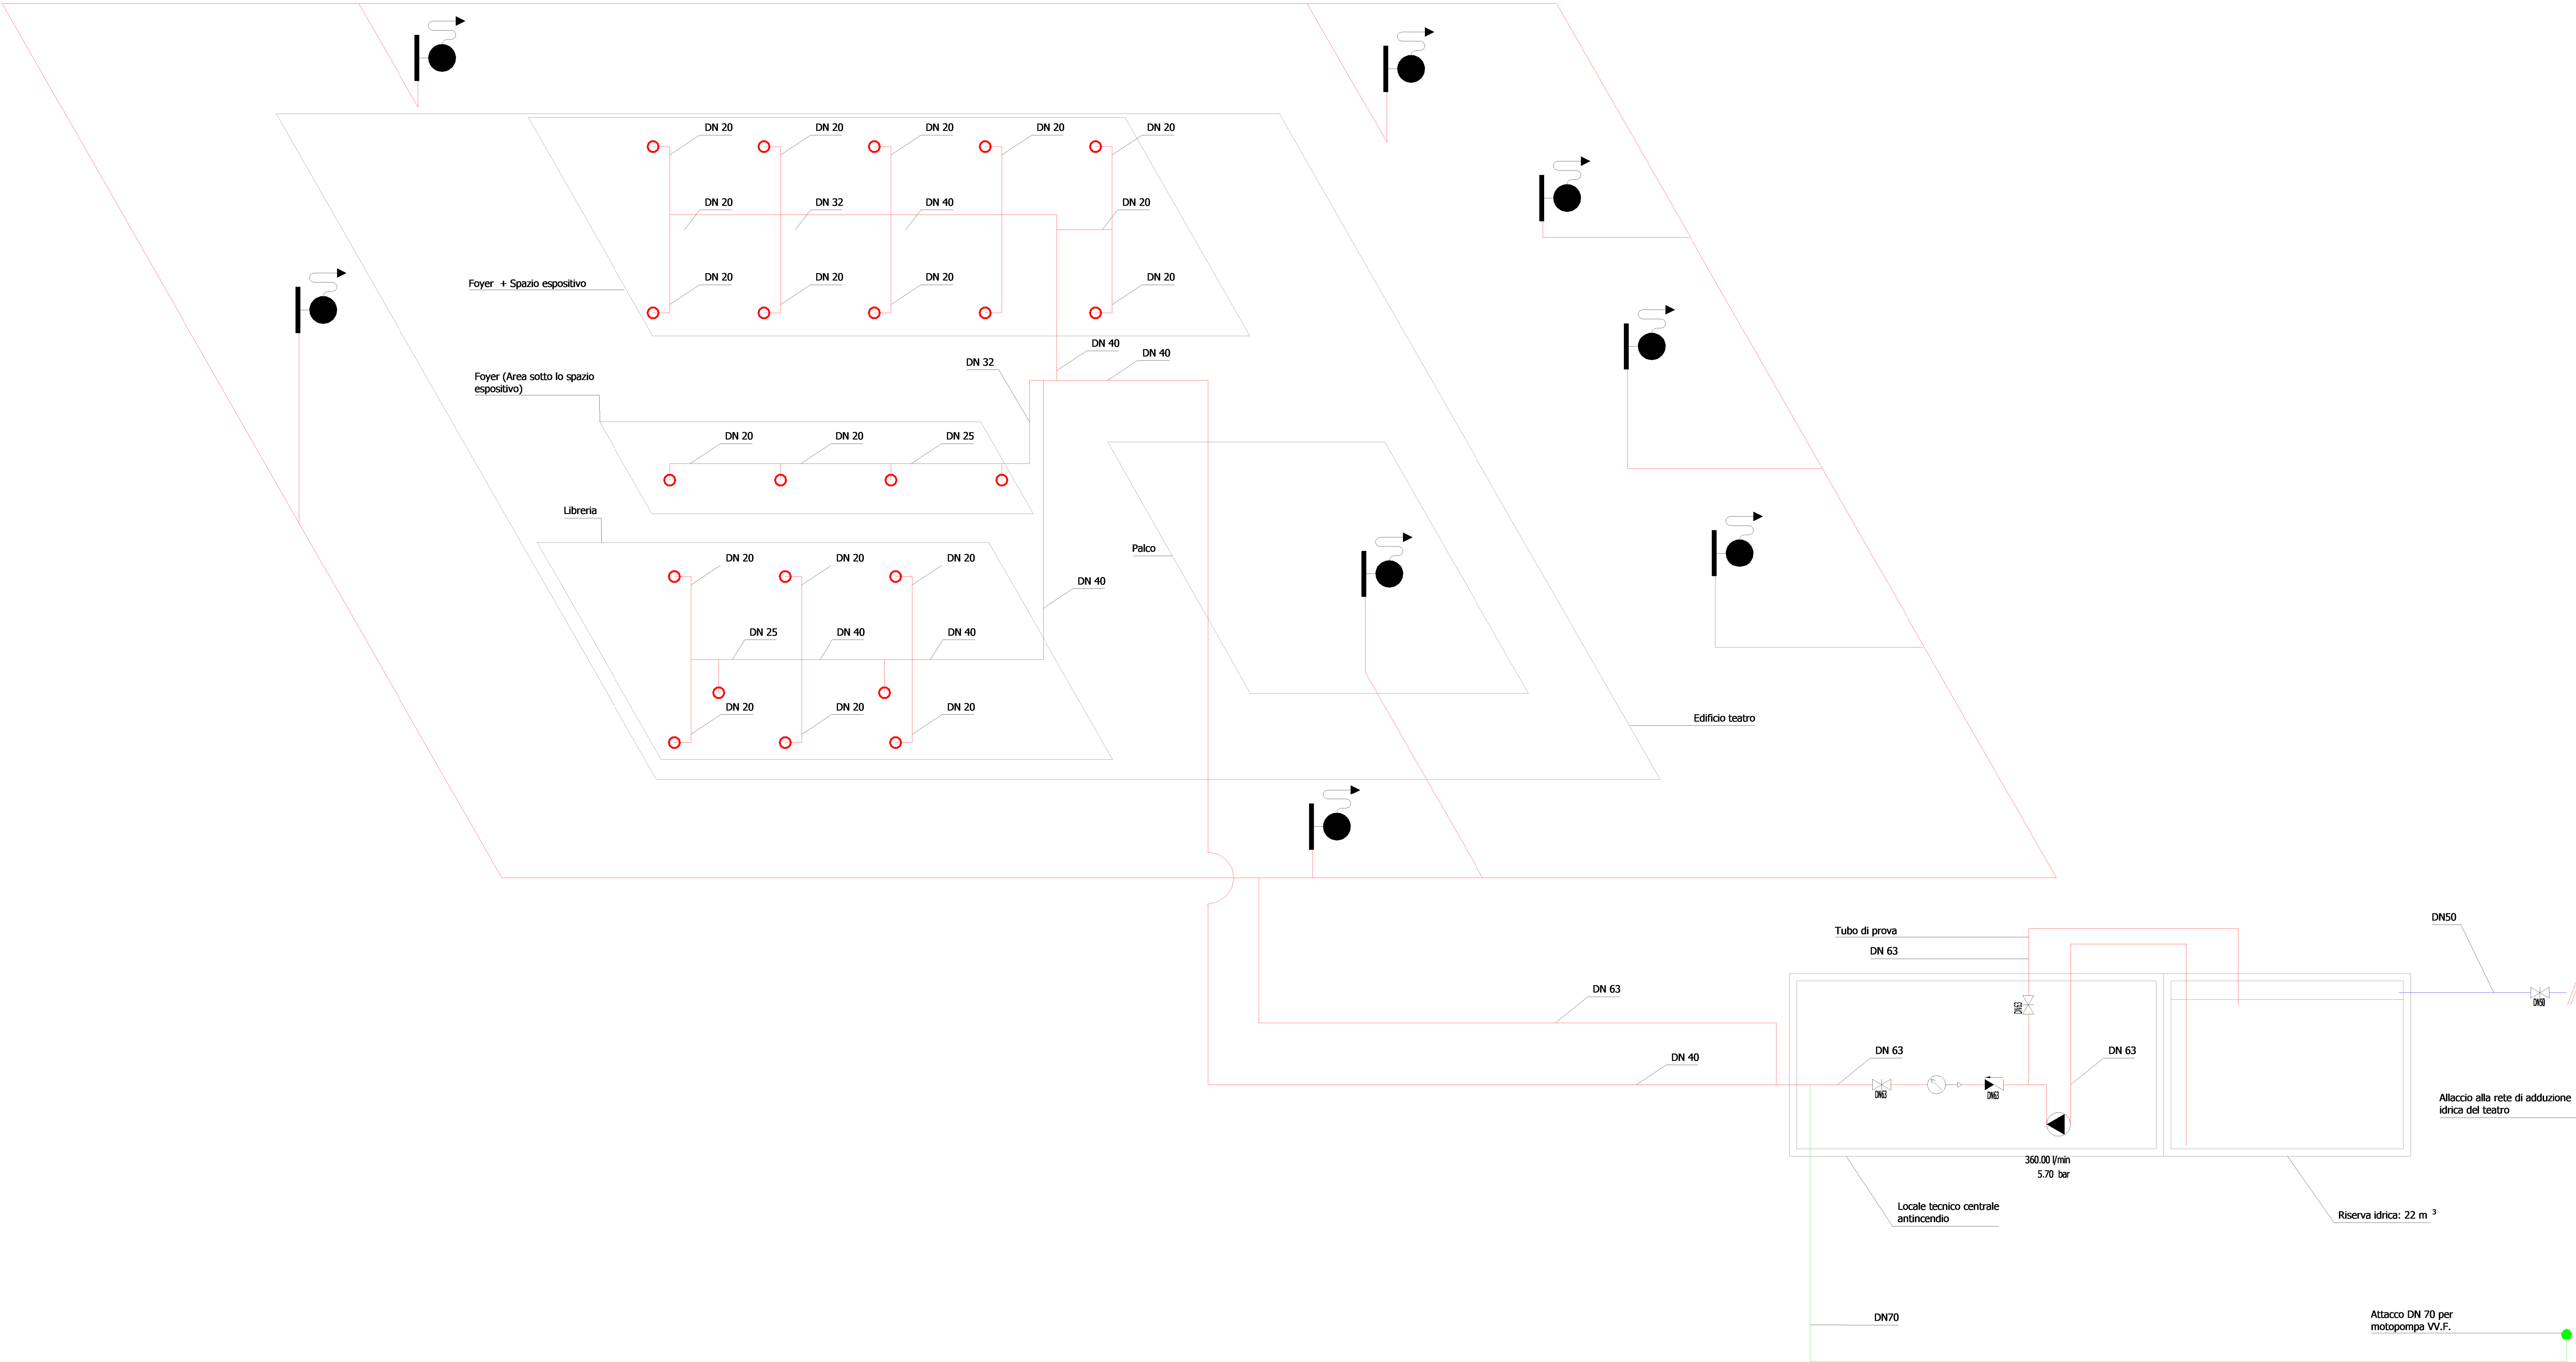 DN 20 DN 20 DN 20 DN 20 DN 20
DN 20 DN 32 DN 40 DN 20
DN 20 DN 20 DN 20 DN 20
Foyer + Spazio espositivo
DN 40
DN 40
DN 32
Foyer (Area sotto lo spazio
espositivo)
DN 20 DN 20 DN 25
Libreria
Palco
DN 20 DN 20 DN 20
DN 40
DN 25 DN 40 DN 40
DN 20 DN 20 DN 20
Edificio teatro
DN50
Tubo di prova
DN 63
DN 63
DN63
DN50
DN 63
DN 63
DN 40
DN63
DN63
Allaccio alla rete di adduzione
idrica del teatro
360.00 l/min
5.70 bar
Locale tecnico centrale
antincendio
Riserva idrica: 22 m 3
DN70
Attacco DN 70 per
motopompa VV.F.